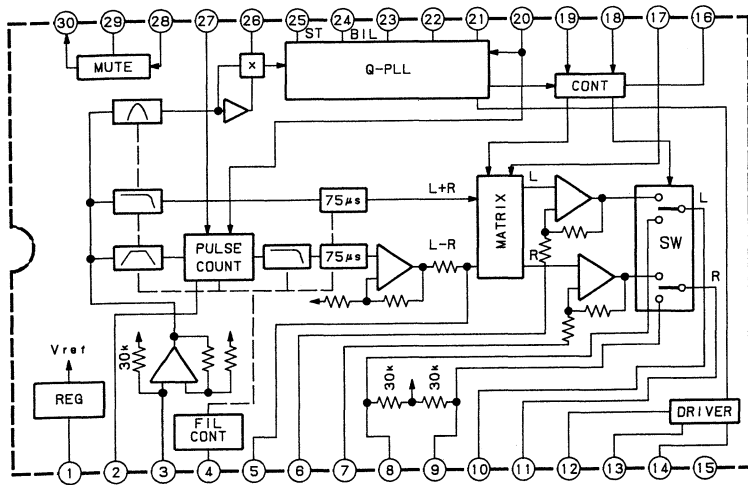 30 29 28 27 26 25 24 23 22 21 20 19 18 17 16
ST BIL
MUTE
×
Q-PLL
CONT
75μs
L+R
L
MATRIX
L
SW
PULSE
COUNT
75μs
L-R
R
R
30k
Vref
REG
FIL
CONT
30k
30k
DRIVER
1 2 3 4 5 6 7 8 9 10 11 12 13 14 15